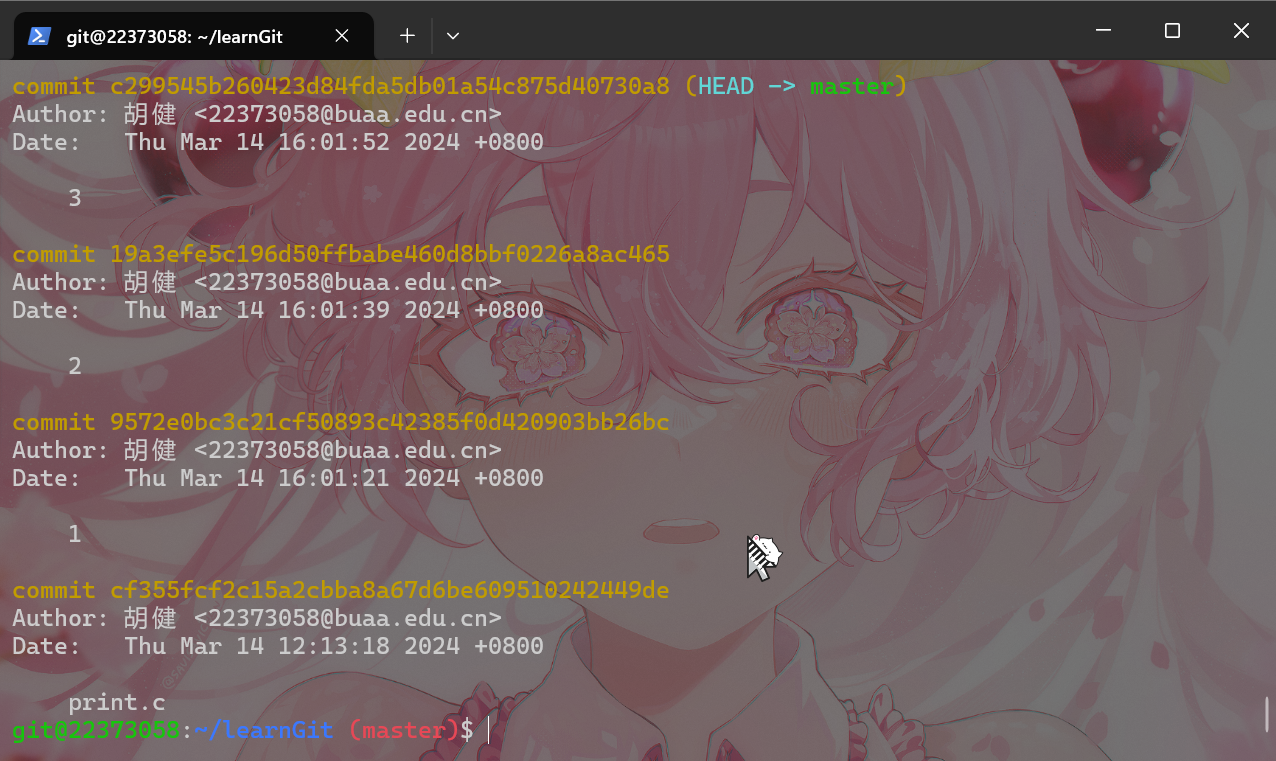 git@22373058: ~/learnGit
commit c299545b260423d84fda5db01a54c875d40730a8 (HEAD -> master)
Author: 胡健 <22373058@buaa.edu.cn>
Date:   Thu Mar 14 16:01:52 2024 +0800
3
commit 19a3efe5c196d50ffbabe460d8bbf0226a8ac465
Author: 胡健 <22373058@buaa.edu.cn>
Date:   Thu Mar 14 16:01:39 2024 +0800
2
commit 9572e0bc3c21cf50893c42385f0d420903bb26bc
Author: 胡健 <22373058@buaa.edu.cn>
Date:   Thu Mar 14 16:01:21 2024 +0800
1
commit cf355fcf2c15a2cbba8a67d6be609510242449de
Author: 胡健 <22373058@buaa.edu.cn>
Date:   Thu Mar 14 12:13:18 2024 +0800
print.c
git@22373058:~/learnGit (master)$